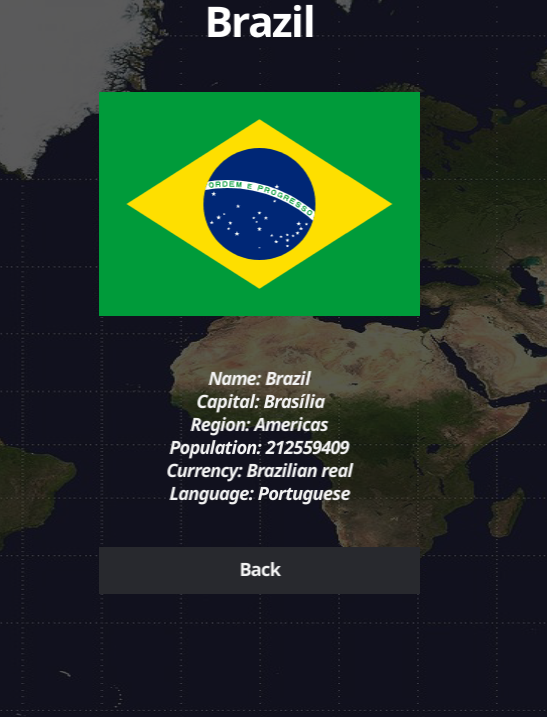 Brazil
ORDEM E PROGRESSO
Name: Brazil
Capital: Brasília
Region: Americas
Population: 212559409
Currency: Brazilian real
Language: Portuguese
Back